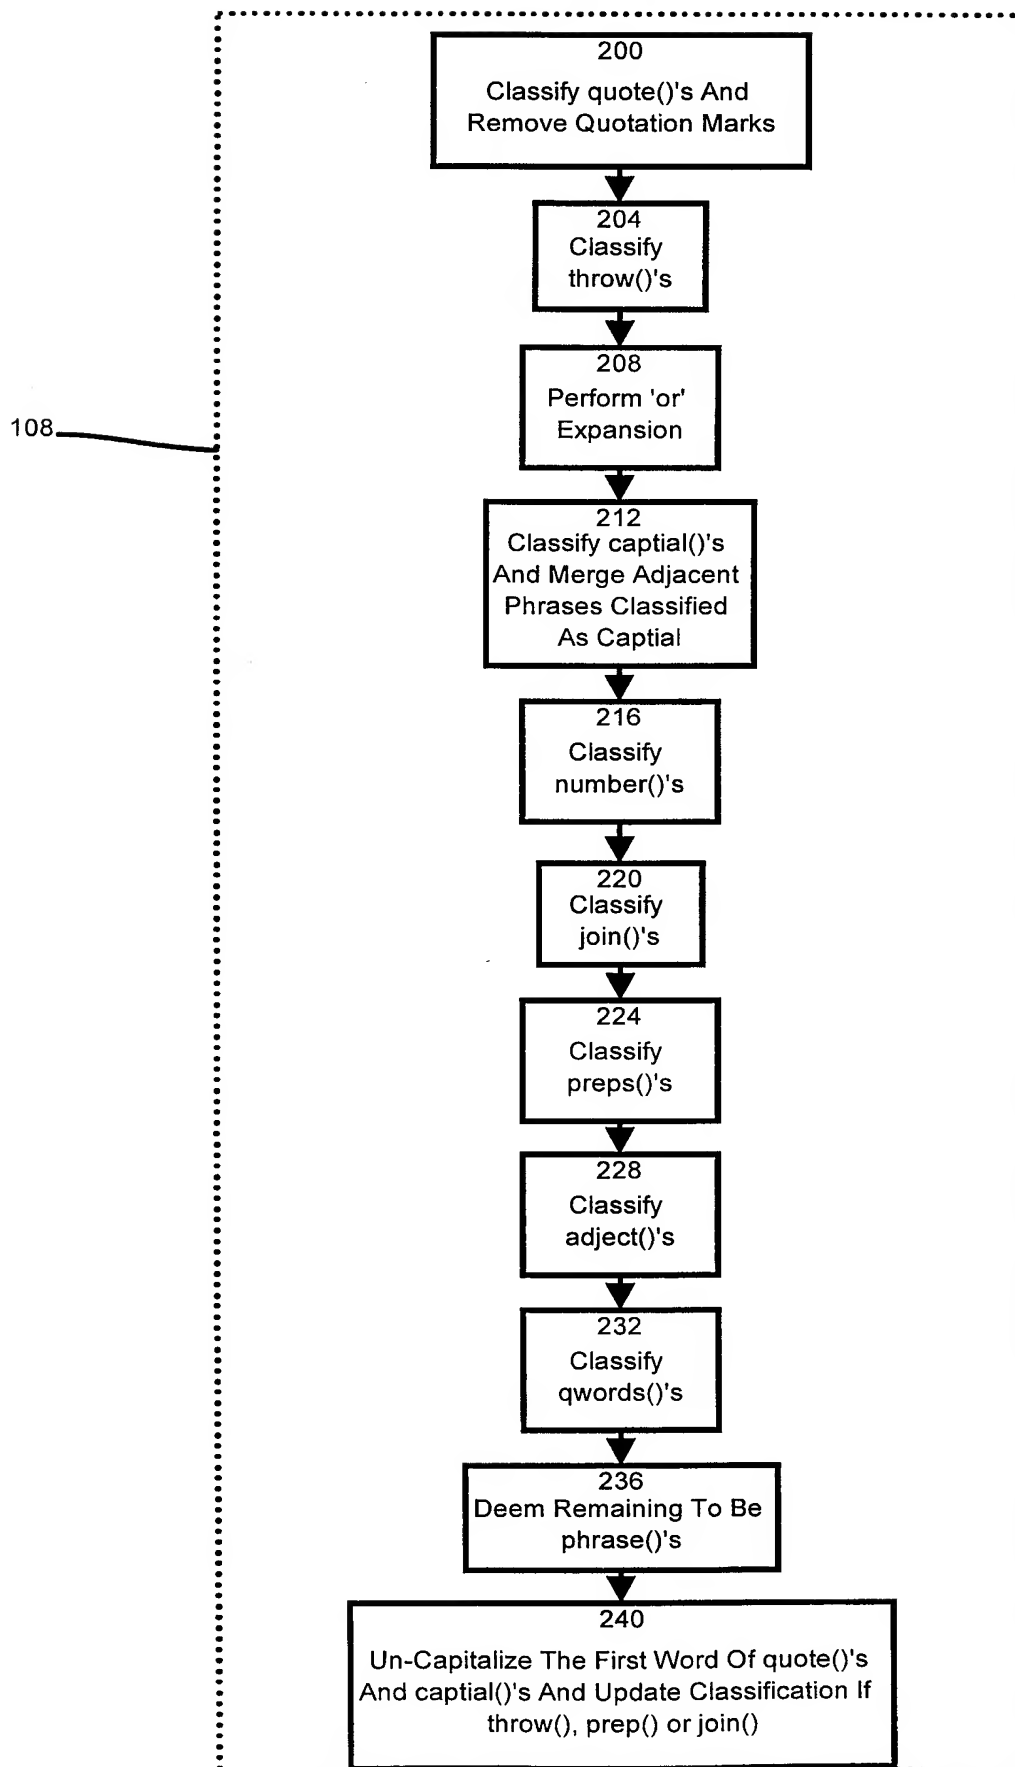 200
Classify quote()'s And
Remove Quotation Marks
204
Classify
throw()'s
208
Perform 'or'
Expansion
108
212
Classify captial()'s
And Merge Adjacent
Phrases Classified
As Captial
216
Classify
number()'s
220
Classify
join()'s
224
Classify
preps()'s
228
Classify
adject()'s
232
Classify
qwords()'s
236
Deem Remaining To Be
phrase()'s
240
Un-Capitalize The First Word Of quote()'s
And captial()'s And Update Classification If
throw(), prep() or join()